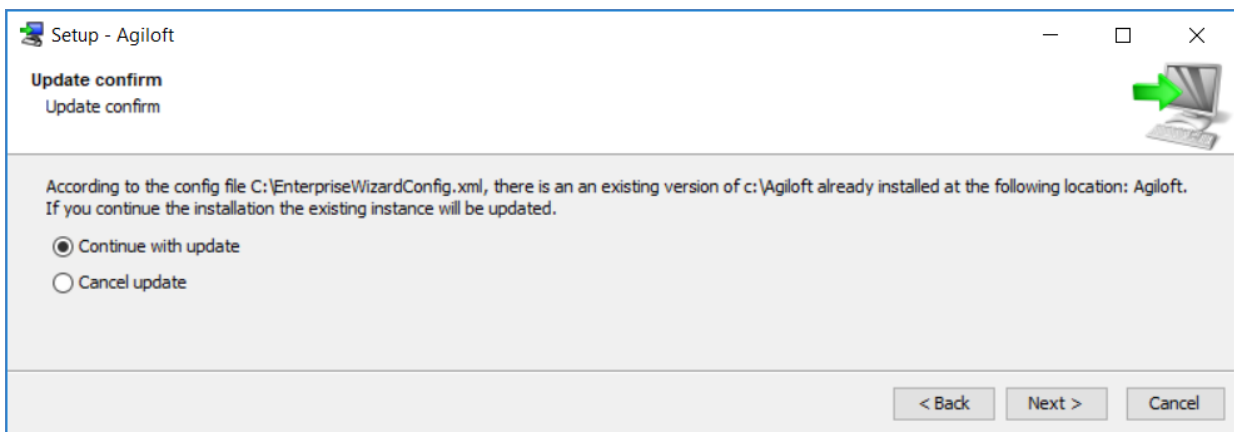 Setup - Agiloft
Update confirm
Update confirm
According to the config file C:\EnterpriseWizardConfig.xml, there is an an existing version of c:\Agiloft already installed at the following location: Agiloft.
If you continue the installation the existing instance will be updated.
Continue with update
Cancel update
< Back Next > Cancel